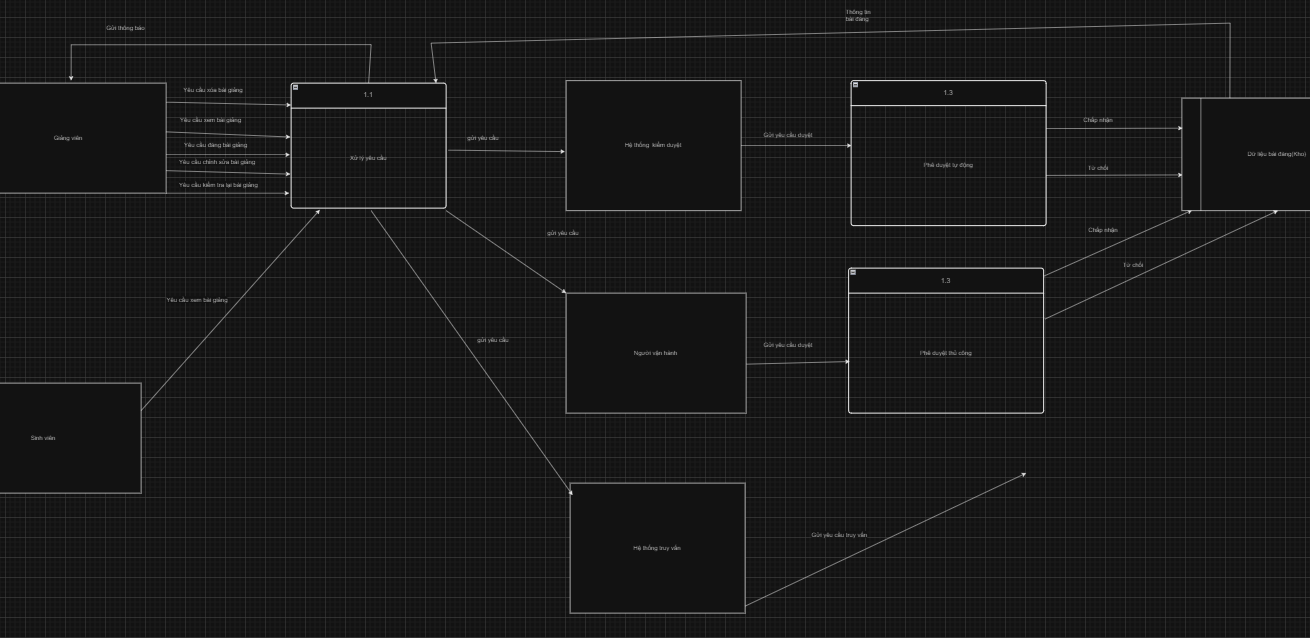 Thông tin
bài đăng
Gửi thông báo
Yêu cầu xóa bài giảng
1.1
1.3
Yêu cầu xem bài giảng
Chấp nhận
Giảng viên
gửi yêu cầu
Gửi yêu cầu duyệt
Yêu cầu đăng bài giảng
Hệ thống kiểm duyệt
Xử lý yêu cầu
Dữ liệu bài đăng(Kho)
Yêu cầu chỉnh sửa bài giảng
Phê duyệt tự động
Từ chối
Yêu cầu kiểm tra lại bài giảng
gửi yêu cầu
Chấp nhận
Từ chối
1.3
Yêu cầu xem bài giảng
gửi yêu cầu
Gửi yêu cầu duyệt
Người vận hành
Phê duyệt thủ công
Sinh viên
Gửi yêu cầu truy vấn
Hệ thống truy vấn